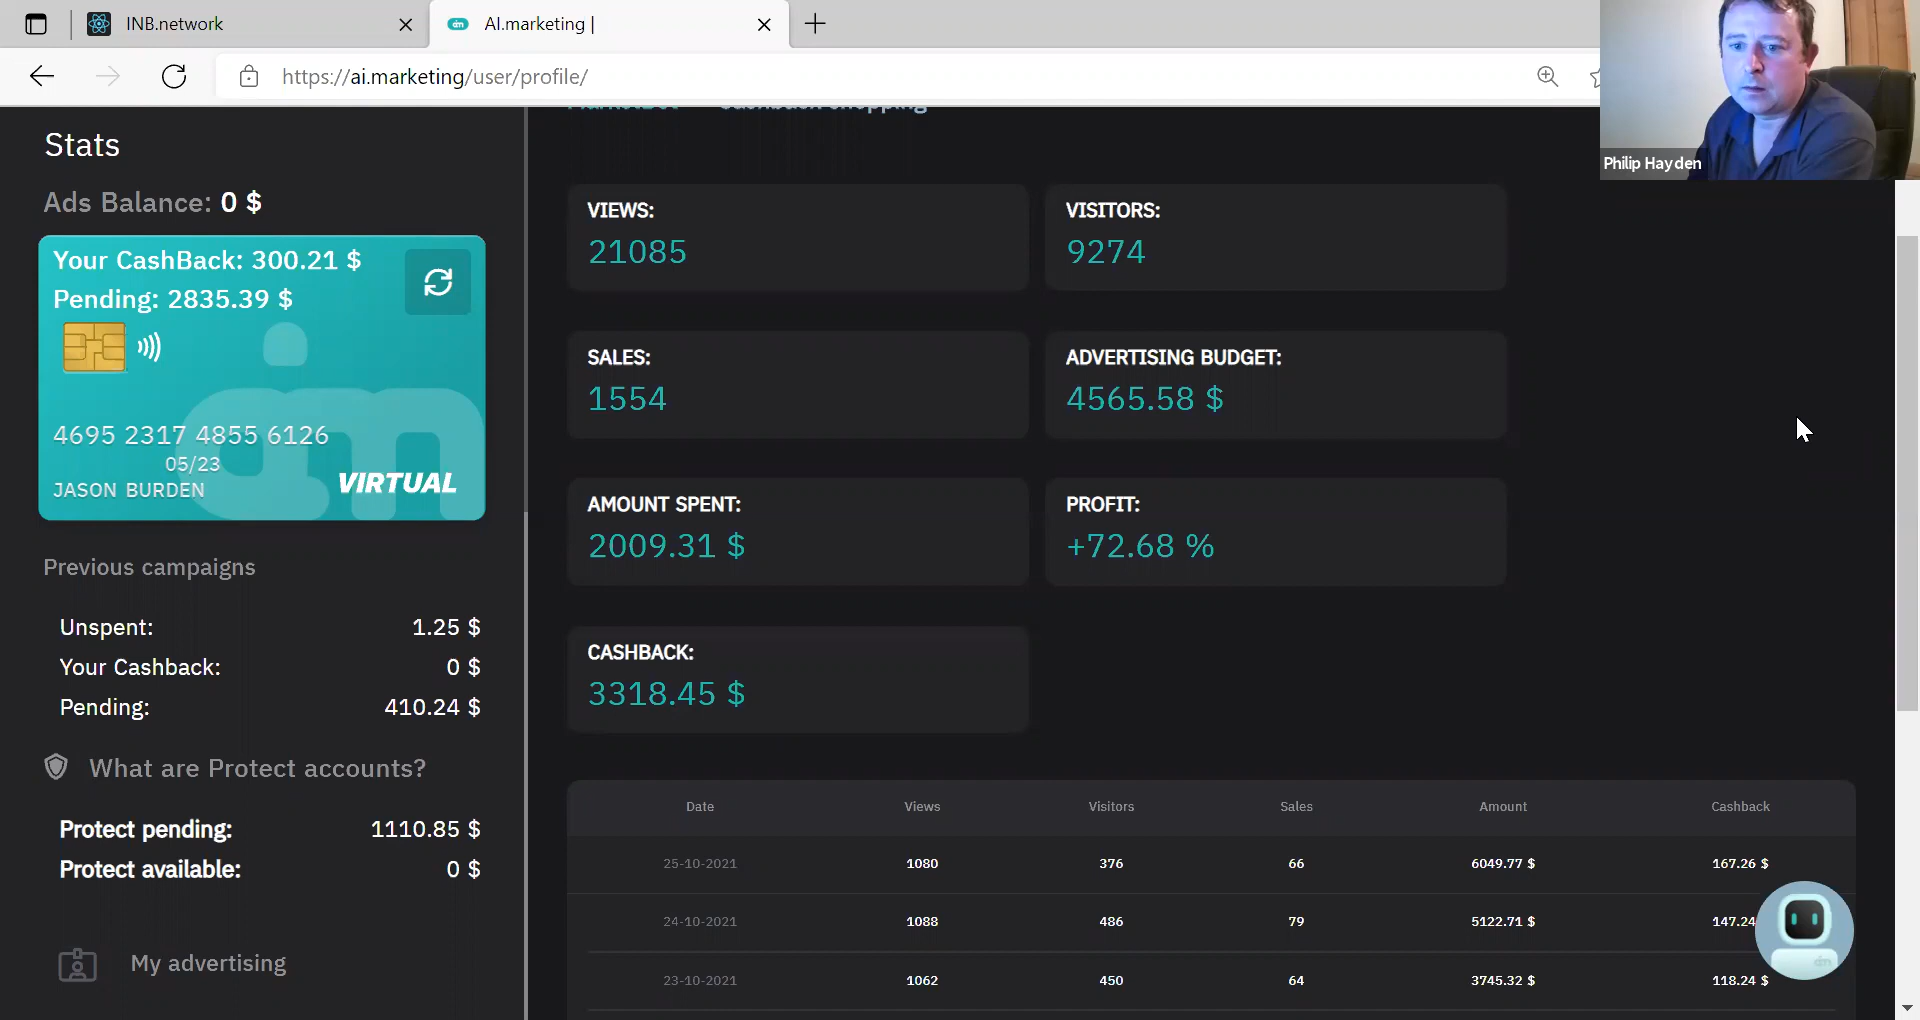 INB.network
AI.marketing |
https://ai.marketing/user/profile/
Philip Hayden
MarketBot Cashback shopping
Stats
Ads Balance: 0 $
Your CashBack: 300.21 $
Pending: 2835.39 $
4695 2317 4855 6126
05/23
JASON BURDEN
VIRTUAL
Previous campaigns
Unspent: 1.25 $
Your Cashback: 0 $
Pending: 410.24 $
What are Protect accounts?
Protect pending: 1110.85 $
Protect available: 0 $
My advertising
VIEWS:
21085
VISITORS:
9274
SALES:
1554
ADVERTISING BUDGET:
4565.58 $
AMOUNT SPENT:
2009.31 $
PROFIT:
+72.68 %
CASHBACK:
3318.45 $
Date Views Visitors Sales Amount Cashback
25-10-2021 1080 376 66 6049.77 $ 167.26 $
24-10-2021 1088 486 79 5122.71 $ 147.24
23-10-2021 1062 450 64 3745.32 $ 118.24 $